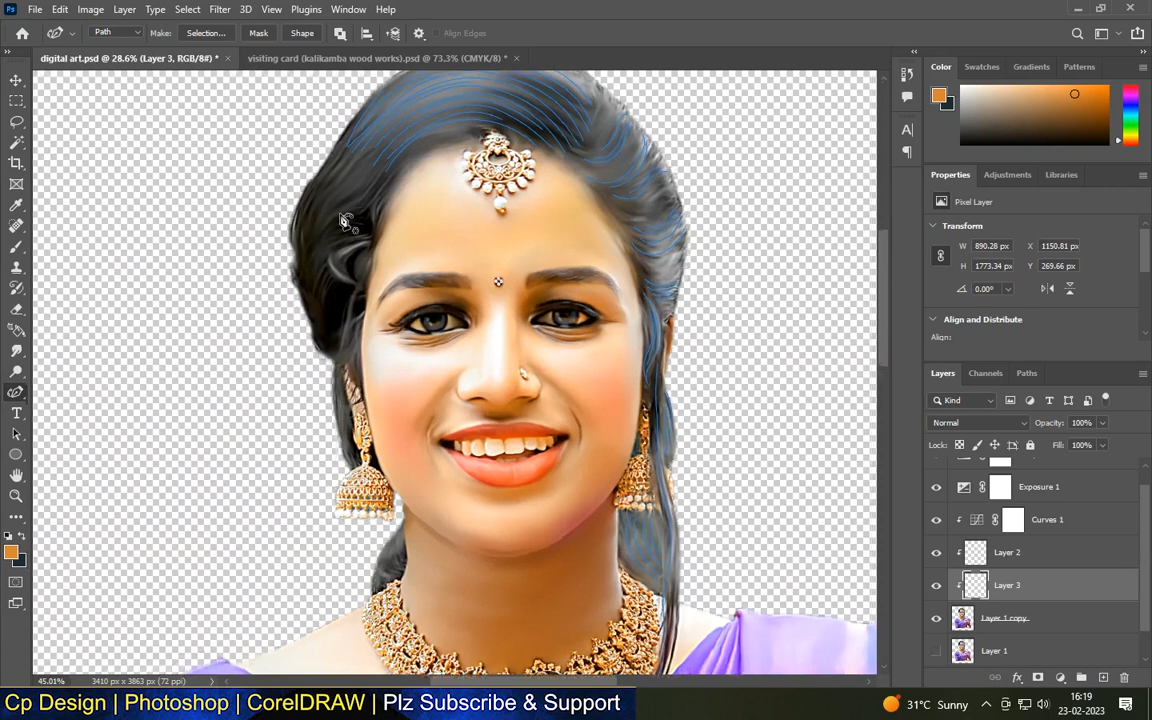 Ps File Edit Image Layer Type Select Filter 3D View Plugins Window Help
Path Make: Selection... Mask Shape Align Edges
digital art.psd @ 28.6% (Layer 3, RGB/8#) * × visiting card (kalikamba wood works).psd @ 73.3% (CMYK/8) * ×
Color Swatches Gradients Patterns
Properties Adjustments Libraries
Pixel Layer
Transform
W 890.28 px X 1150.81 px
H 1773.34 px Y 269.66 px
0.00°
Align and Distribute
Align:
Layers Channels Paths
Kind
Normal Opacity: 100%
Lock: Fill: 100%
Exposure 1
Curves 1
Layer 2
Layer 3
Layer 1 copy
Layer 1
45.01% 3410 px x 3863 px (72 ppi)
Cp Design | Photoshop | CorelDRAW | Plz Subscribe & Support
31°C Sunny
16:19
23-02-2023